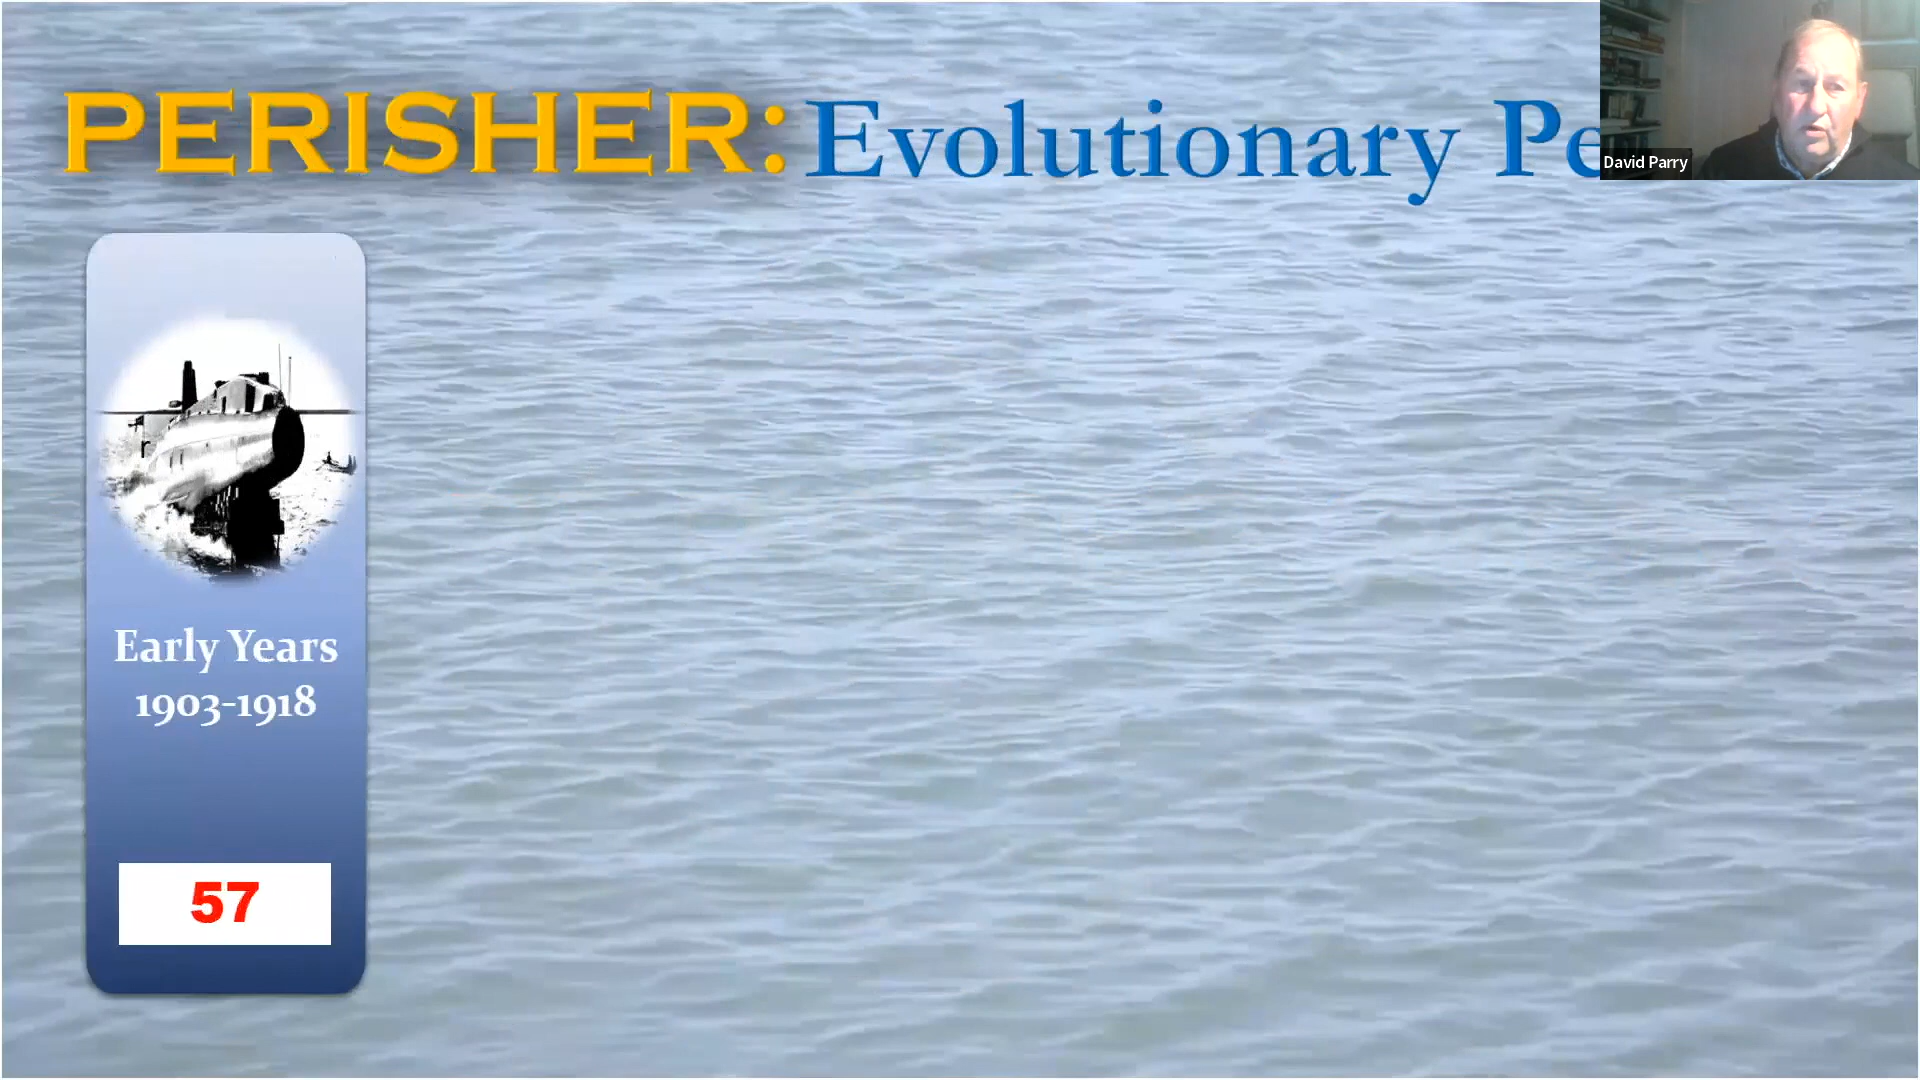 PERISHER: Evolutionary Pe
David Parry
Early Years
1903-1918
57